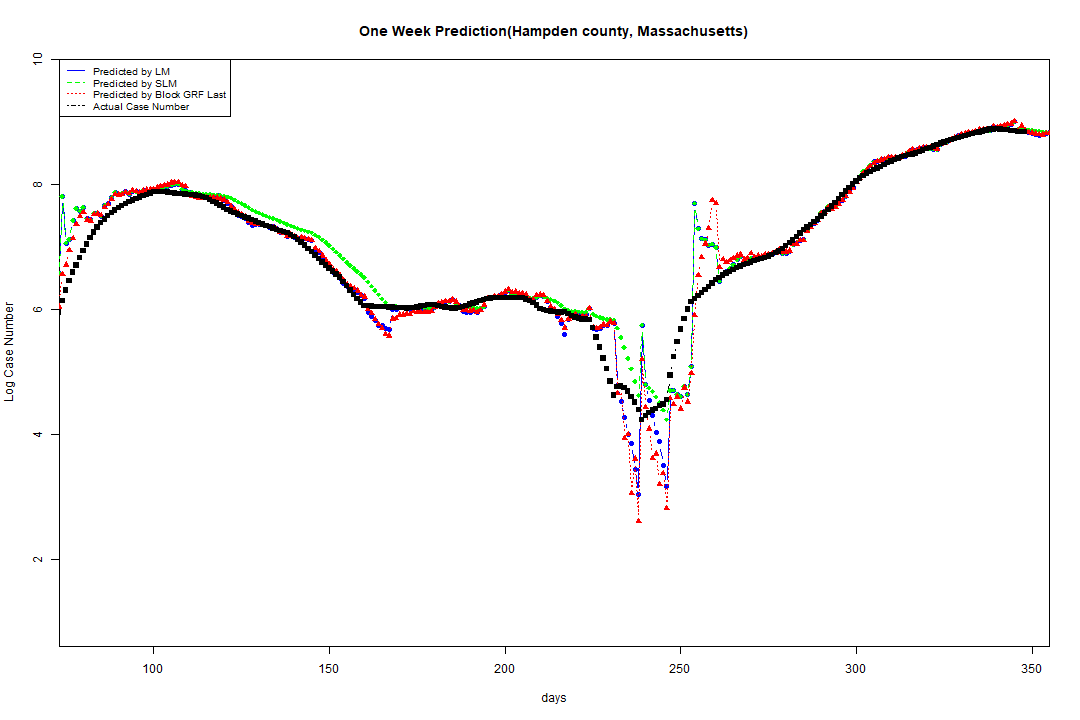 One Week Prediction(Hampden county, Massachusetts)
Predicted by LM
Predicted by SLM
Predicted by Block GRF Last
Actual Case Number
10
8
6
4
2
Log Case Number
100 150 200 250 300 350
days